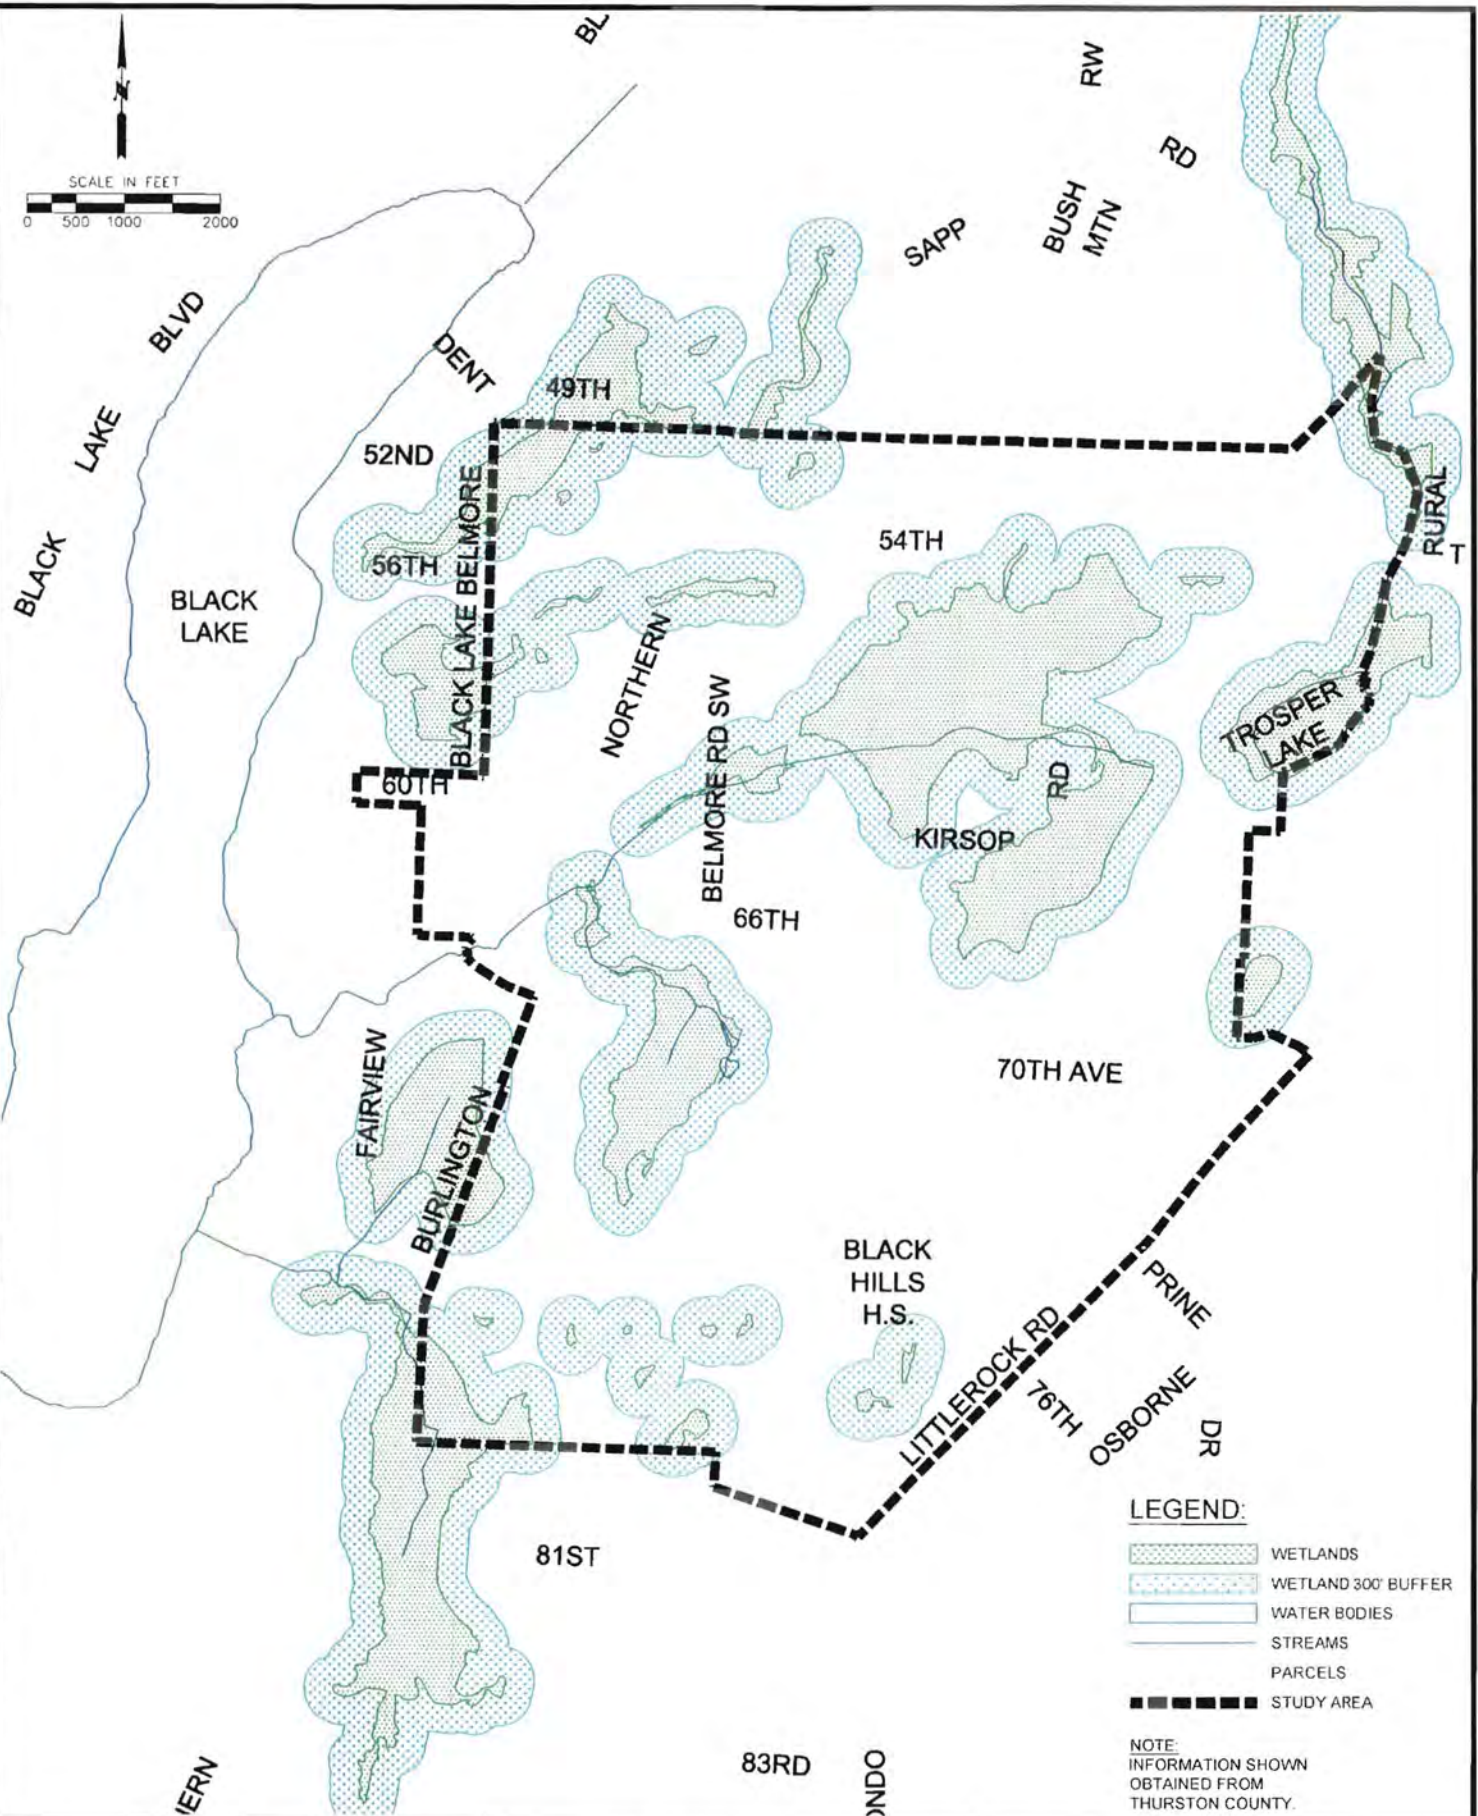 BL
N
SCALE IN FEET
0 500 1000 2000
RW
RD
BUSH
MTN
SAPP
BLVD
LAKE
BLACK
DENT
49TH
52ND
56TH
BLACK LAKE BELMORE
54TH
RURAL
T
BLACK
LAKE
NORTHERN
BELMORE RD SW
TROSPER
LAKE
60TH
RD
KIRSOP
66TH
FAIRVIEW
BURLINGTON
70TH AVE
BLACK
HILLS
H.S.
PRINE
LITTLEROCK RD
76TH
OSBORNE
DR
81ST
83RD
ONDO
IERN
LEGEND:
WETLANDS
WETLAND 300' BUFFER
WATER BODIES
STREAMS
PARCELS
STUDY AREA
NOTE:
INFORMATION SHOWN
OBTAINED FROM
THURSTON COUNTY.